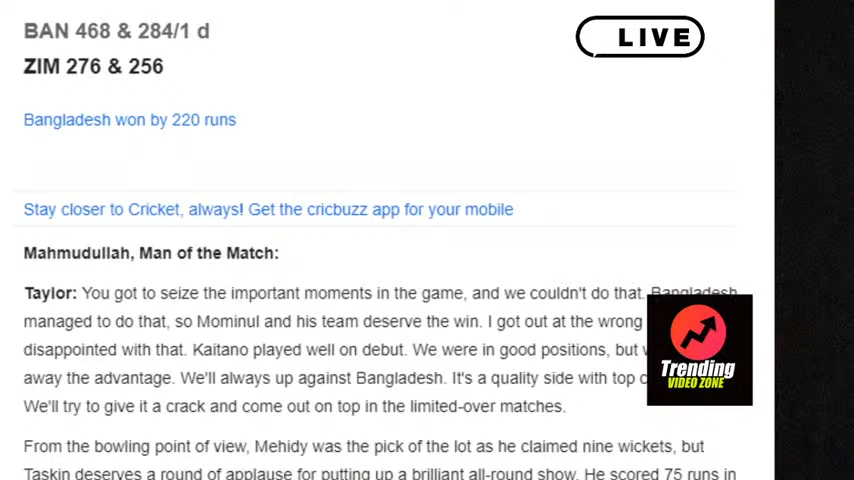 BAN 468 & 284/1 d
LIVE
ZIM 276 & 256
Bangladesh won by 220 runs
Stay closer to Cricket, always! Get the cricbuzz app for your mobile
Mahmudullah, Man of the Match:
Taylor: You got to seize the important moments in the game, and we couldn't do that. Bangladesh
managed to do that, so Mominul and his team deserve the win. I got out at the wrong
disappointed with that. Kaitano played well on debut. We were in good positions, but
away the advantage. We'll always up against Bangladesh. It's a quality side with top
We'll try to give it a crack and come out on top in the limited-over matches.
Trending
VIDEO ZONE
From the bowling point of view, Mehidy was the pick of the lot as he claimed nine wickets, but
Taskin deserves a round of applause for putting up a brilliant all-round show. He scored 75 runs in